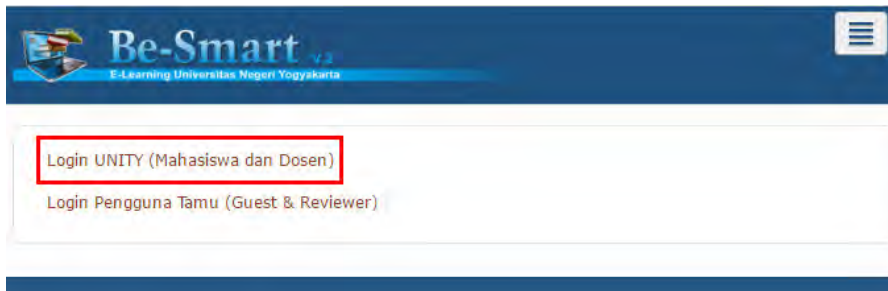 Be-Smart v.2
E-Learning Universitas Negeri Yogyakarta
Login UNITY (Mahasiswa dan Dosen)
Login Pengguna Tamu (Guest & Reviewer)